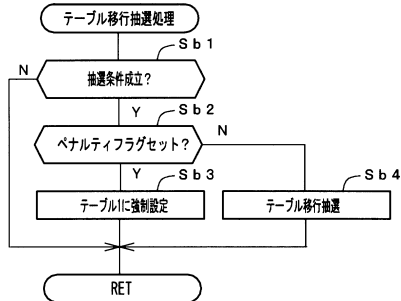 テーブル移行抽選処理
Sb1
N
抽選条件成立?
Y
Sb2
ペナルティフラグセット?
N
Y
Sb3
Sb4
テーブル1に強制設定
テーブル移行抽選
RET